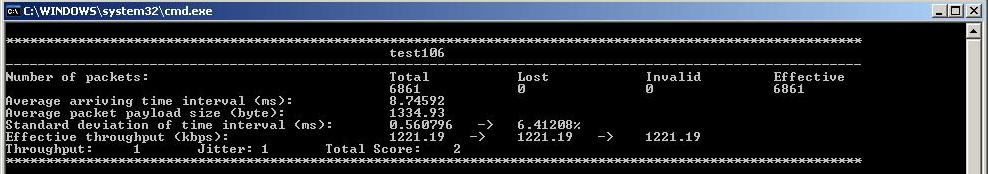 C:\WINDOWS\system32\cmd.exe
test106
Number of packets: Total Lost Invalid Effective
6861 0 0 6861
Average arriving time interval (ms): 8.74592
Average packet payload size (byte): 1334.93
Standard deviation of time interval (ms): 0.560796 -> 6.41208%
Effective throughput (kbps): 1221.19 -> 1221.19 -> 1221.19
Throughput: 1 Jitter: 1 Total Score: 2